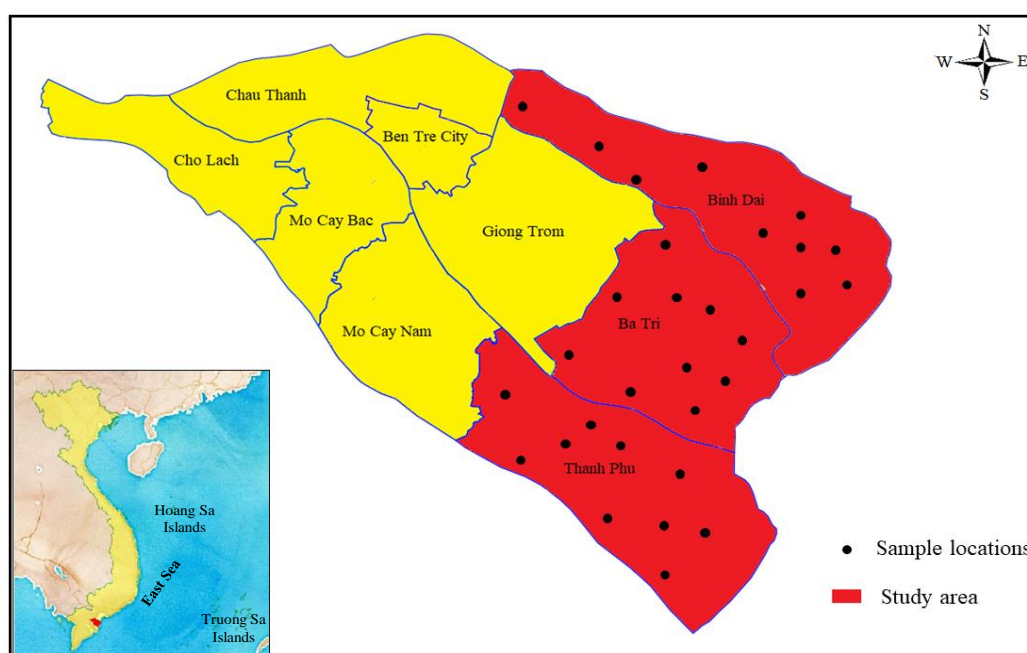 N
W
E
S
Chau Thanh
Ben Tre City
Cho Lach
Binh Dai
Mo Cay Bac
Giong Trom
Ba Tri
Mo Cay Nam
Thanh Phu
Hoang Sa
Islands
East Sea
Truong Sa
Islands
Sample locations
Study area